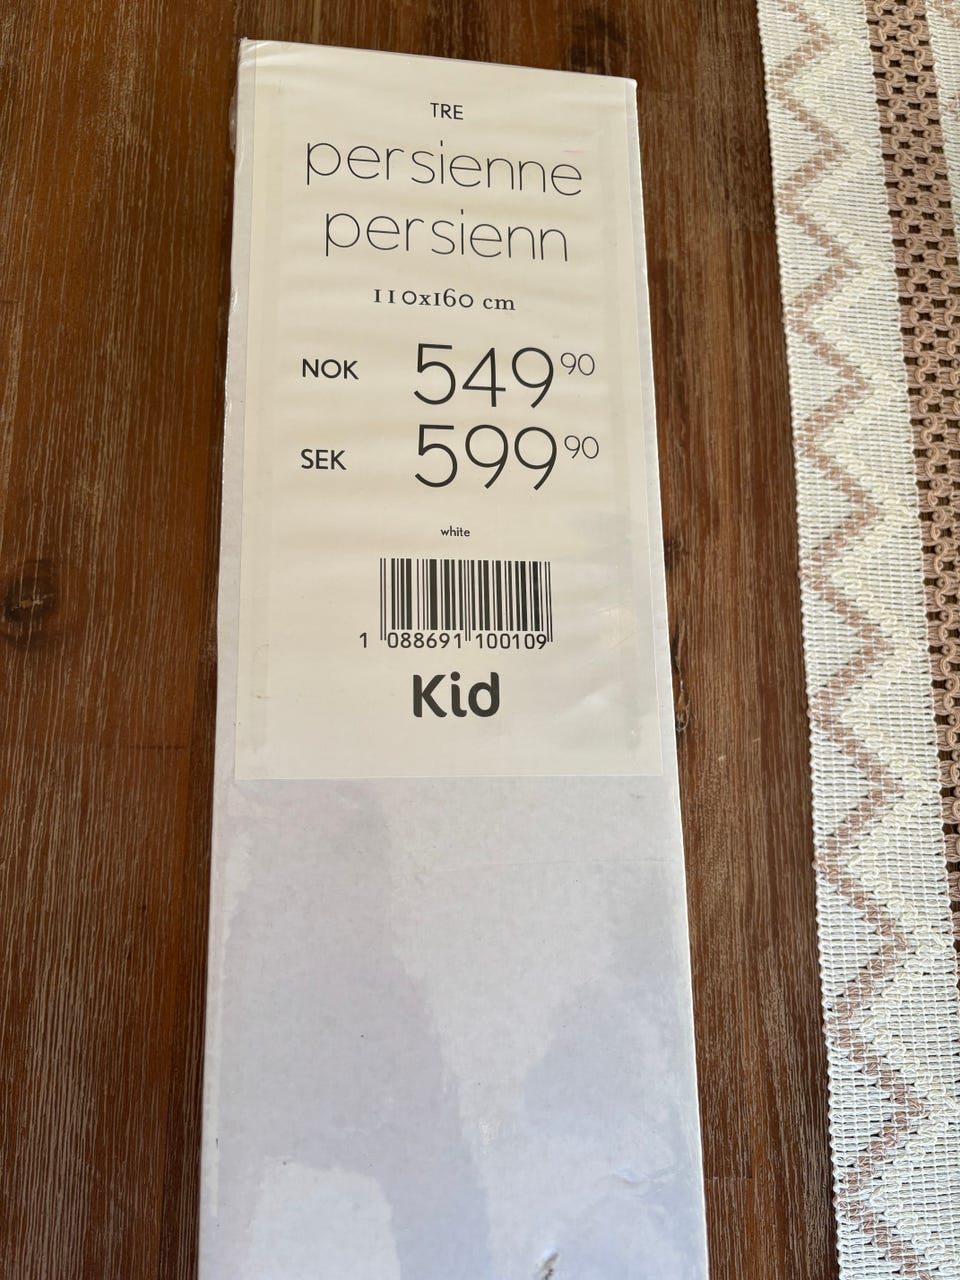 TRE
persienne
persienn
110x160 cm
NOK 549 90
SEK 599 90
white
1 088691 100109
Kid